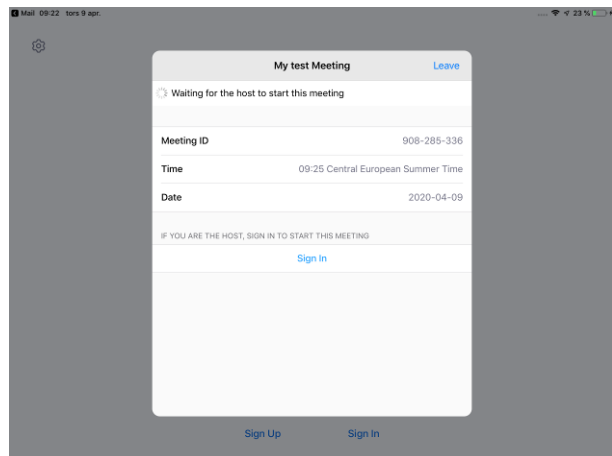 Mail 09:22 tors 9 apr. 23 %
My test Meeting Leave
Waiting for the host to start this meeting
Meeting ID 908-285-336
Time 09:25 Central European Summer Time
Date 2020-04-09
IF YOU ARE THE HOST, SIGN IN TO START THIS MEETING
Sign In
Sign Up Sign In